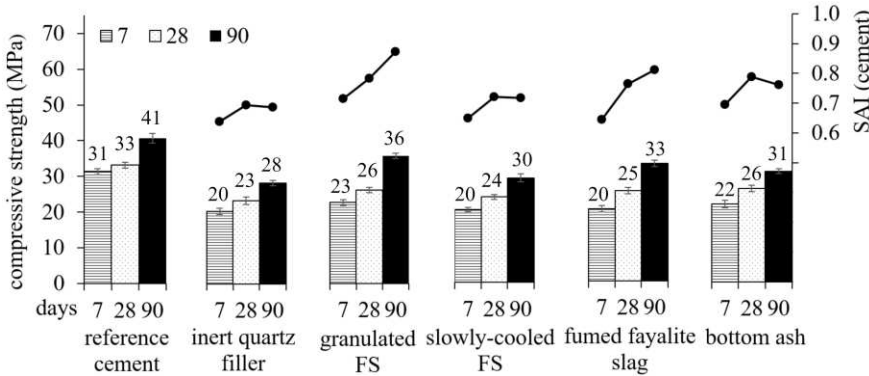 compressive strength (MPa)
70
60
50
40
30
20
10
0
7 28 90
31 33 41
20 23 28
23 26 36
20 24 30
20 25 33
22 26 31
1.0
0.9
0.8
0.7
0.6
SAI (cement)
days 7 28 90 7 28 90 7 28 90 7 28 90 7 28 90 7 28 90
reference inert quartz granulated slowly-cooled fumed fayalite bottom ash
cement filler FS FS slag